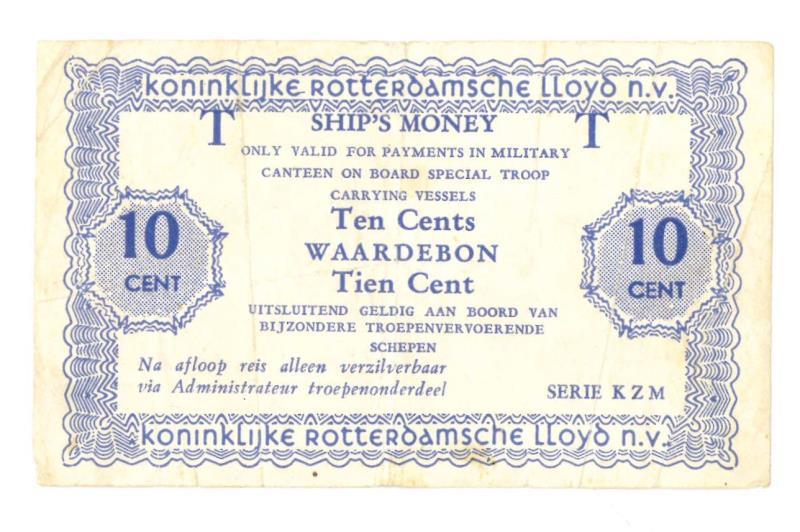 koninklijke rotterdamsche lloyd n.v.
T SHIP'S MONEY T
ONLY VALID FOR PAYMENTS IN MILITARY
CANTEEN ON BOARD SPECIAL TROOP
CARRYING VESSELS
Ten Cents
WAARDEBON
Tien Cent
10
CENT
10
CENT
UITSLUITEND GELDIG AAN BOORD VAN
BIJZONDERE TROEPENVERVOERENDE
SCHEPEN
Na afloop reis alleen verzilverbaar
via Administrateur troepenonderdeel
SERIE K Z M
koninklijke rotterdamsche lloyd n.v.